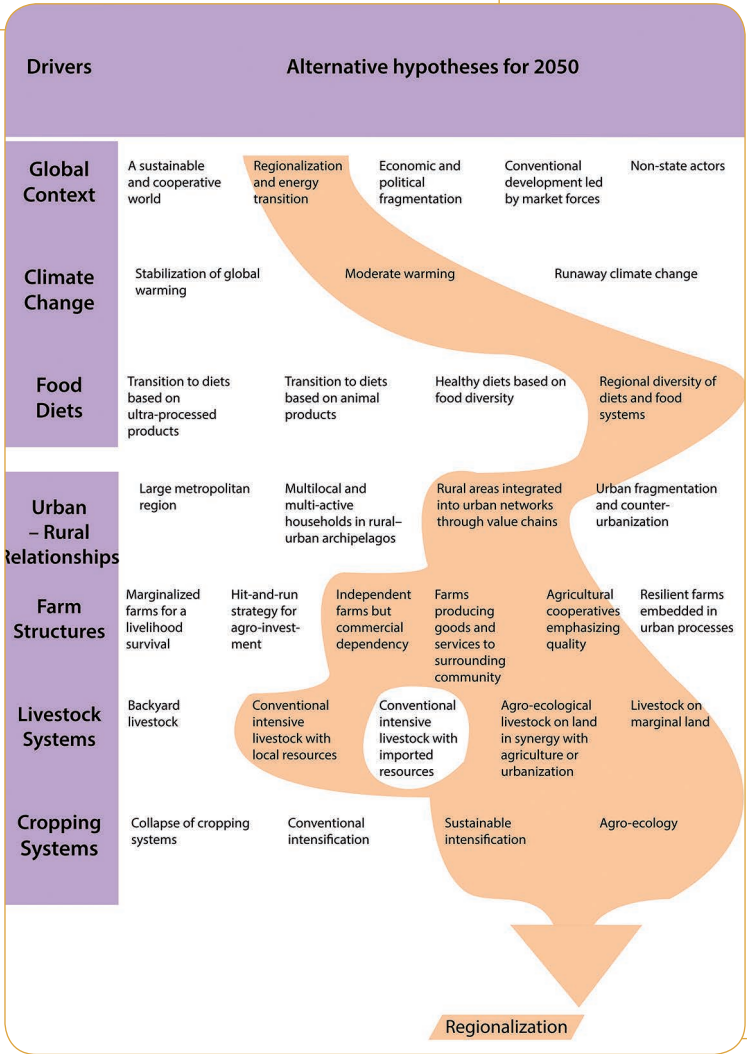 Drivers
Alternative hypotheses for 2050
Global
Context
A sustainable
and cooperative
world
Regionalization
and energy
transition
Economic and
political
fragmentation
Conventional
development led
by market forces
Non-state actors
Climate
Change
Stabilization of global
warming
Moderate warming
Runaway climate change
Food
Diets
Transition to diets
based on
ultra-processed
products
Transition to diets
based on animal
products
Healthy diets based on
food diversity
Regional diversity of
diets and food
systems
Urban
– Rural
Relationships
Large metropolitan
region
Multilocal and
multi-active
households in rural–
urban archipelagos
Rural areas integrated
into urban networks
through value chains
Urban fragmentation
and counter-
urbanization
Farm
Structures
Marginalized
farms for a
livelihood
survival
Hit-and-run
strategy for
agro-invest-
ment
Independent
farms but
commercial
dependency
Farms
producing
goods and
services to
surrounding
community
Agricultural
cooperatives
emphasizing
quality
Resilient farms
embedded in
urban processes
Livestock
Systems
Backyard
livestock
Conventional
intensive
livestock with
local resources
Conventional
intensive
livestock with
imported
resources
Agro-ecological
livestock on land
in synergy with
agriculture or
urbanization
Livestock on
marginal land
Cropping
Systems
Collapse of cropping
systems
Conventional
intensification
Sustainable
intensification
Agro-ecology
Regionalization